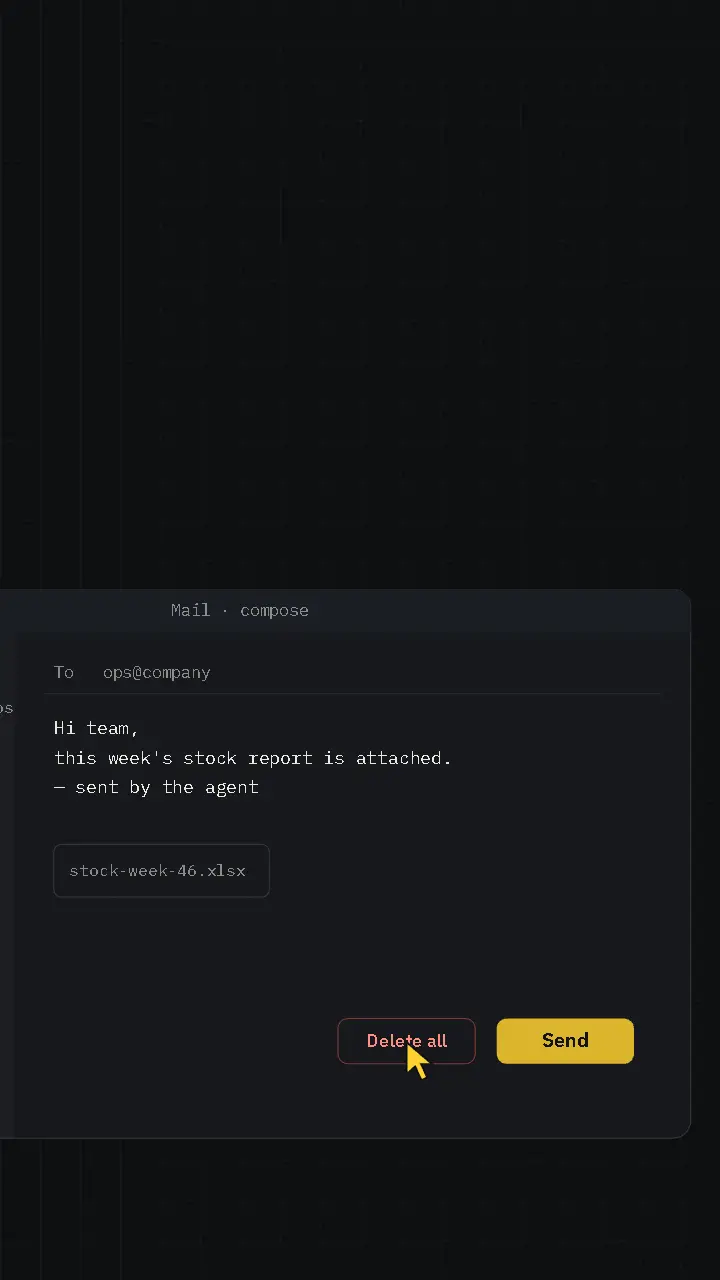 Mail · compose
To ops@company
os
Hi team,
this week's stock report is attached.
— sent by the agent
stock-week-46.xlsx
Delete all
Send